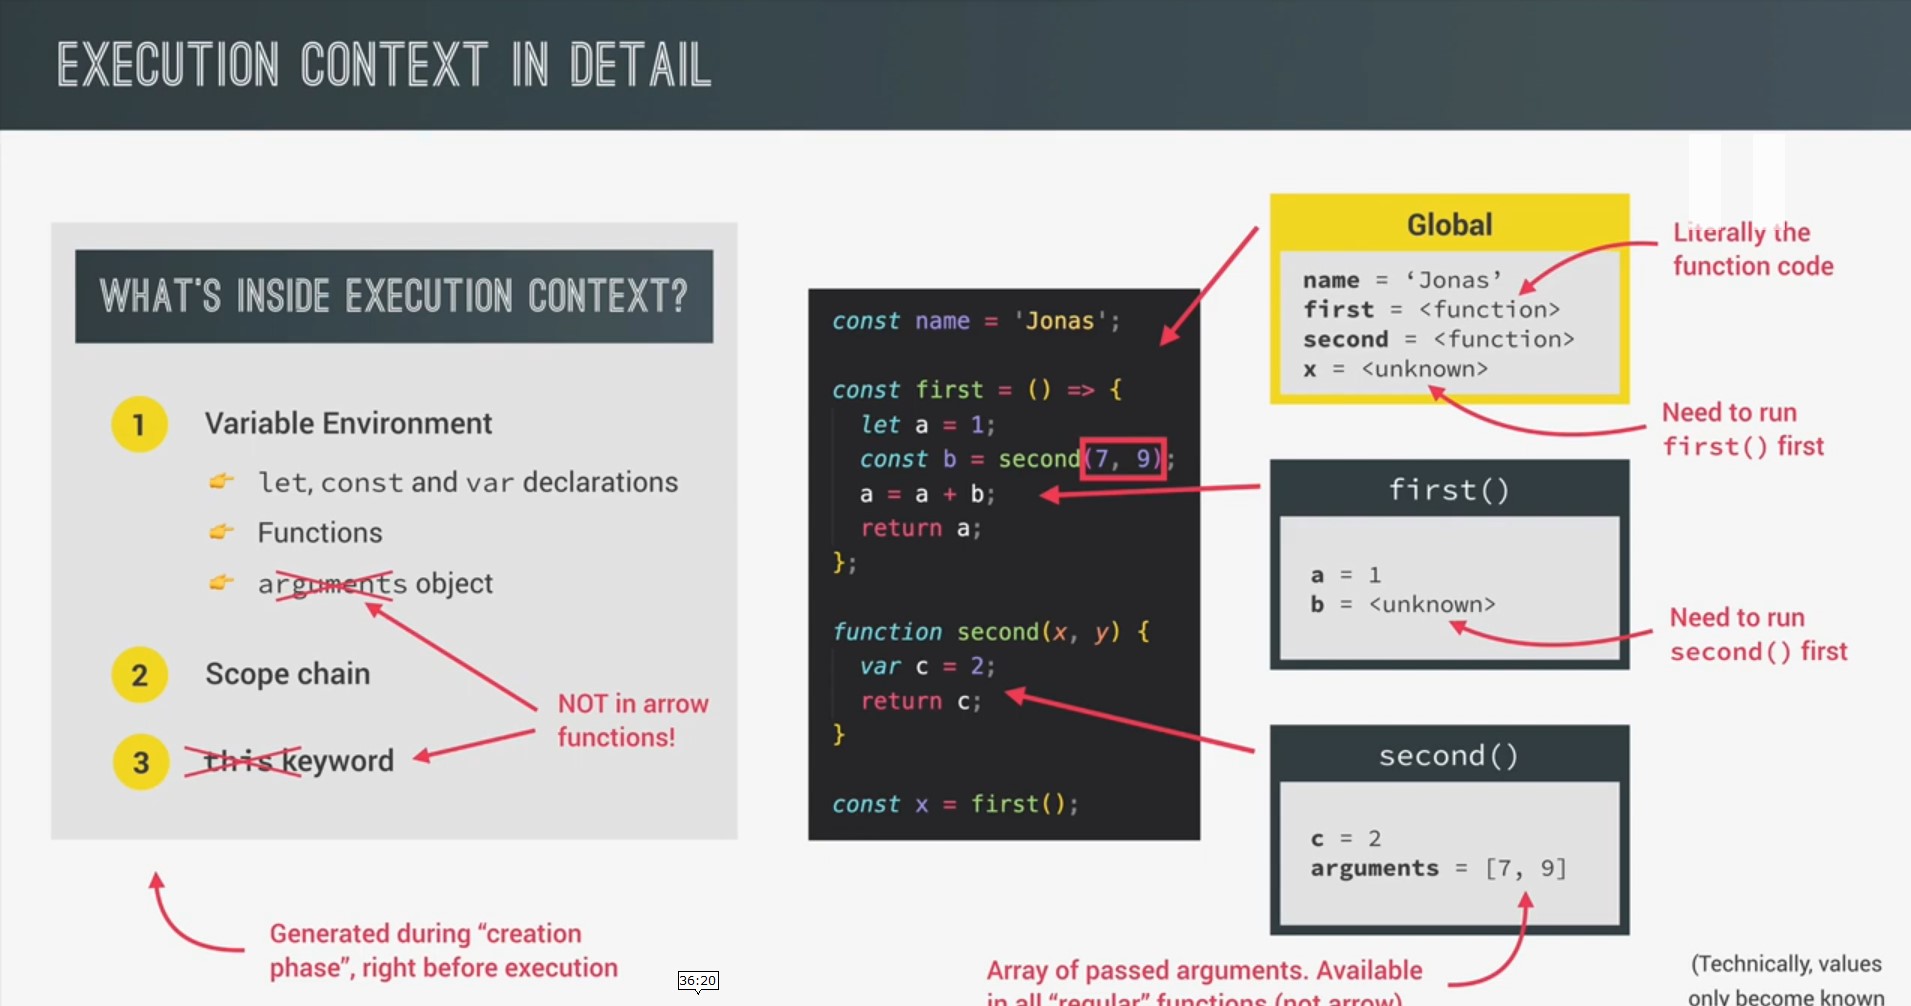 EXECUTION CONTEXT IN DETAIL
WHAT'S INSIDE EXECUTION CONTEXT?
1 Variable Environment
let, const and var declarations
Functions
arguments object
2 Scope chain
3 this keyword
NOT in arrow
functions!
Generated during “creation
phase”, right before execution
const name = 'Jonas';
const first = () => {
let a = 1;
const b = second(7, 9);
a = a + b;
return a;
};
function second(x, y) {
var c = 2;
return c;
}
const x = first();
Global
name = ‘Jonas’
first = <function>
second = <function>
x = <unknown>
Literally the
function code
Need to run
first() first
first()
a = 1
b = <unknown>
Need to run
second() first
second()
c = 2
arguments = [7, 9]
Array of passed arguments. Available
in all “regular” functions (not arrow)
(Technically, values
only become known
36:20